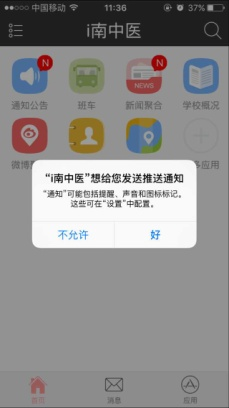 中国移动 11:36 37%
i南中医
N N
通知公告 班车 新闻聚合 学校概况
NEWS
微博 多应用
“i南中医”想给您发送推送通知
“通知”可能包括提醒、声音和图标标记。
这些可在“设置”中配置。
不允许 好
首页 消息 应用